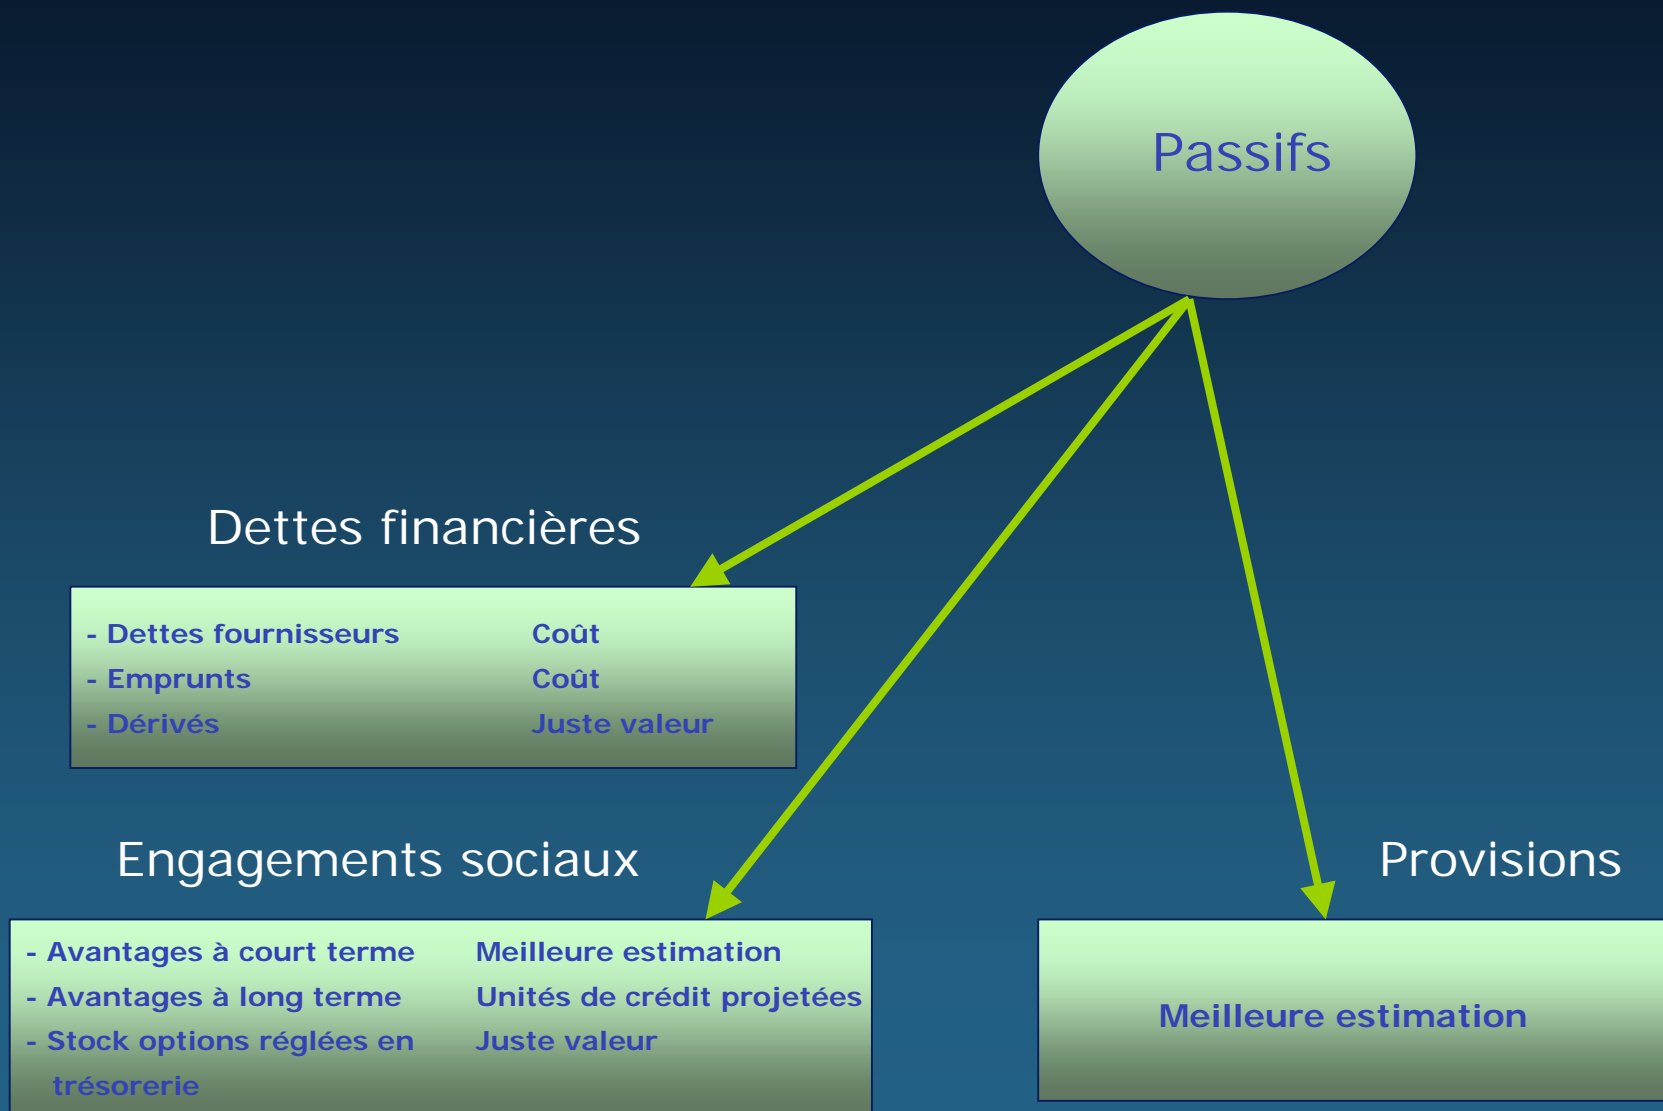 Passifs
Dettes financières
- Dettes fournisseurs Coût
- Emprunts Coût
- Dérivés Juste valeur
Engagements sociaux
- Avantages à court terme Meilleure estimation
- Avantages à long terme Unités de crédit projetées
- Stock options réglées en Juste valeur
trésorerie
Provisions
Meilleure estimation